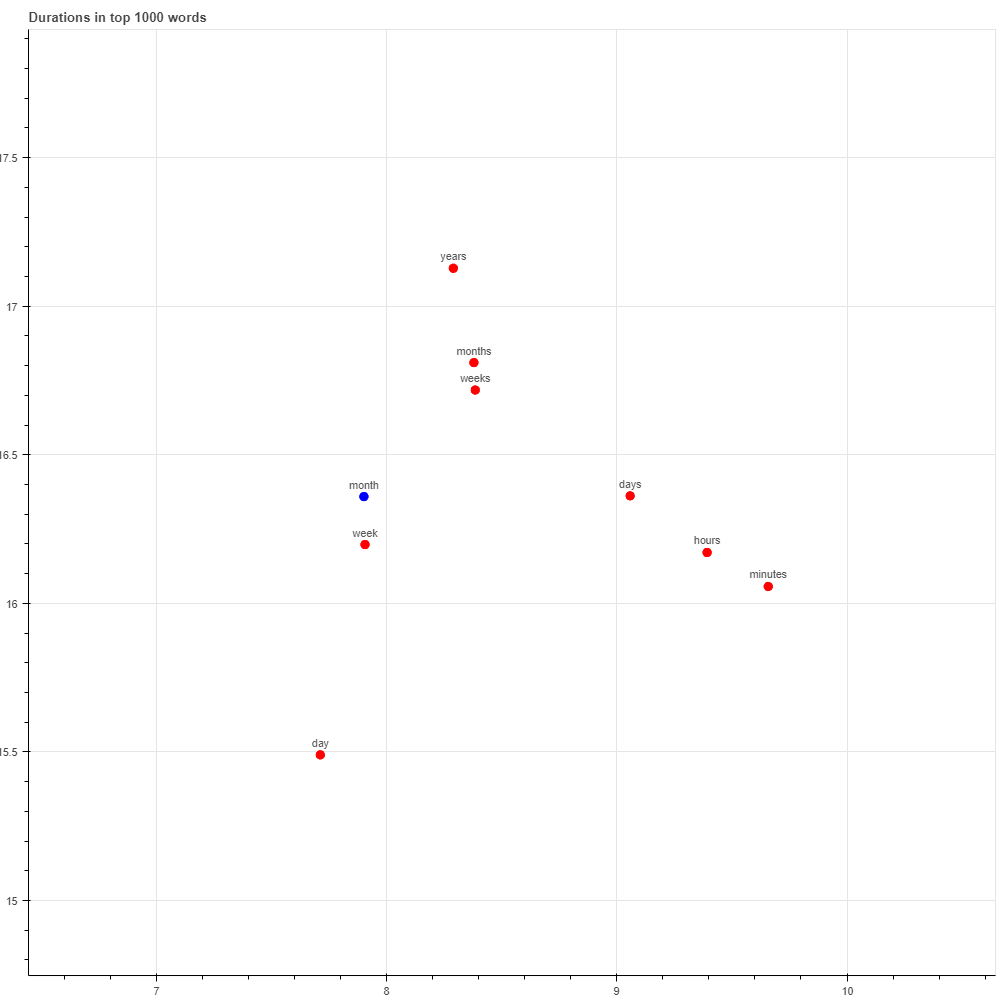 Durations in top 1000 words
17.5
years
17
months
weeks
16.5
month
days
week
hours
minutes
16
day
15.5
15
7 8 9 10